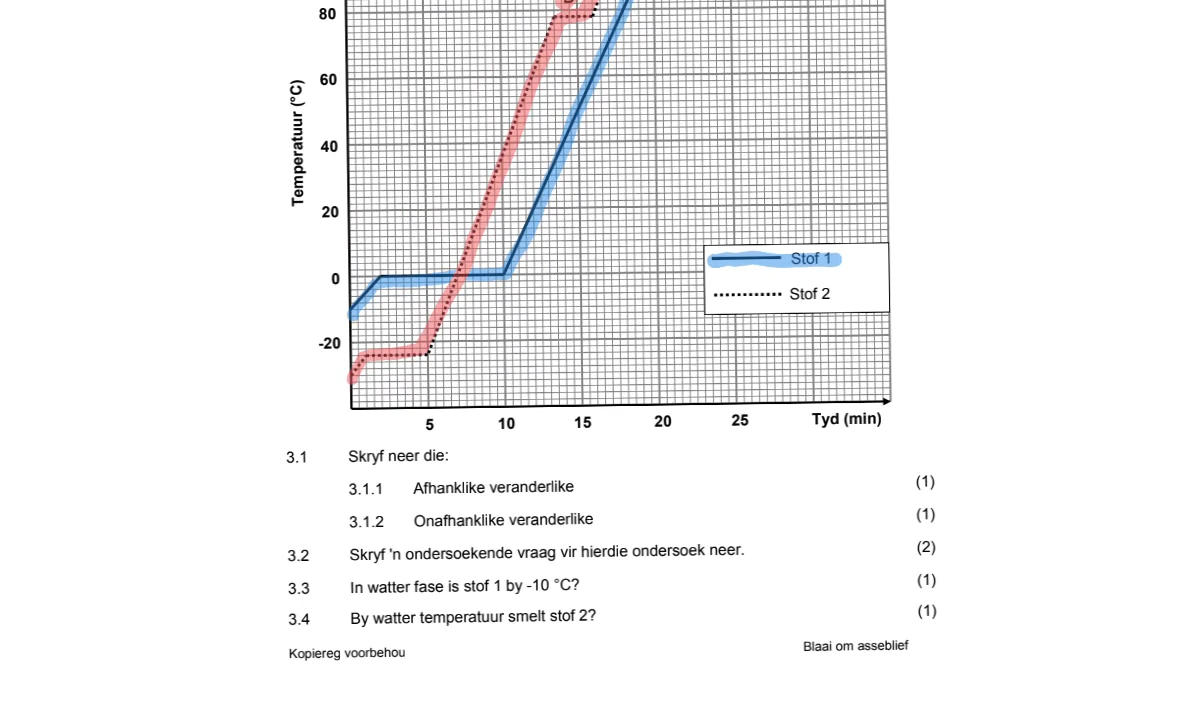 80
60
40
20
0
-20
Temperatuur (°C)
Stof 1
Stof 2
5 10 15 20 25 Tyd (min)
3.1 Skryf neer die:
3.1.1 Afhanklike veranderlike (1)
3.1.2 Onafhanklike veranderlike (1)
3.2 Skryf 'n ondersoekende vraag vir hierdie ondersoek neer. (2)
3.3 In watter fase is stof 1 by -10 °C? (1)
3.4 By watter temperatuur smelt stof 2? (1)
Kopiereg voorbehou Blaai om asseblief